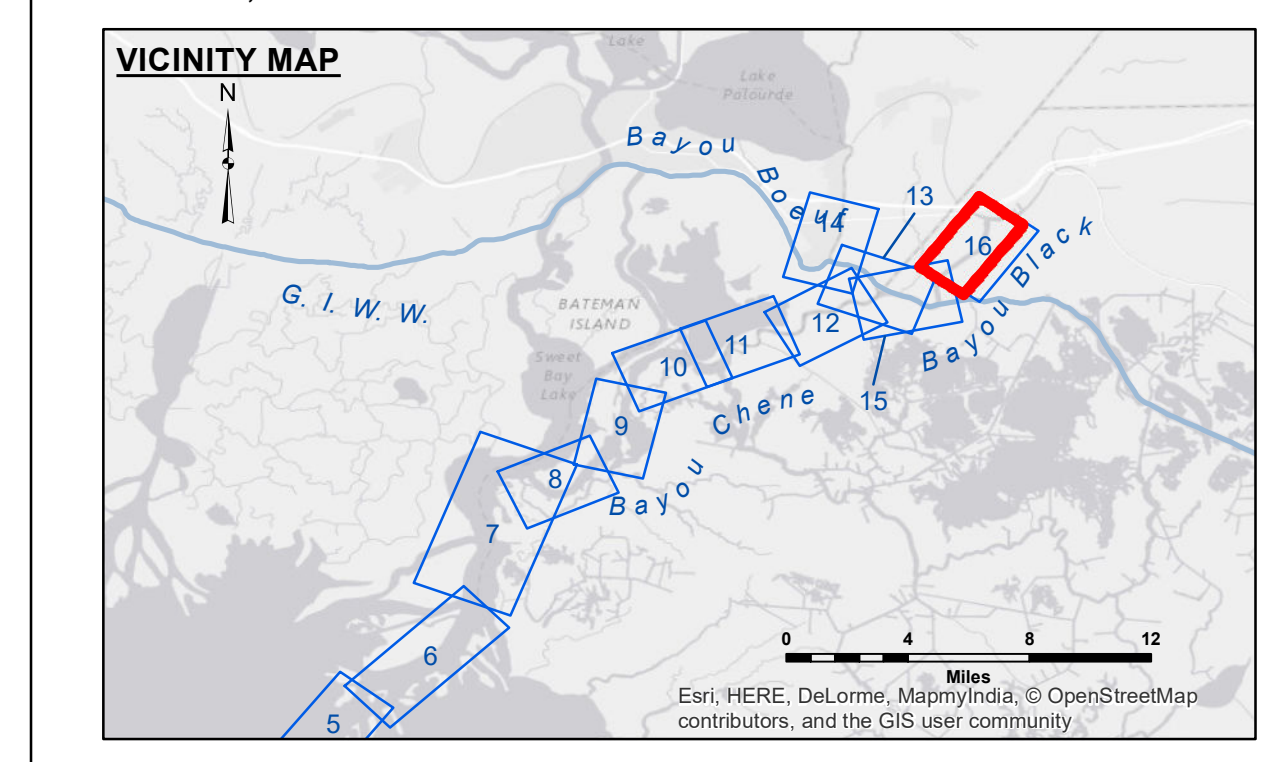 VICINITY MAP
N
Lake
Lake
Palourde
Bayou Boeuf
13
14
16
Bayou Black
G. I. W. W.
BATEMAN
ISLAND
12
11
10
Sweet
Bay
Lake
15
9
Bayou Chene
8
7
6
5
0 4 8 12
Miles
Esri, HERE, DeLorme, MapmyIndia, © OpenStreetMap
contributors, and the GIS user community